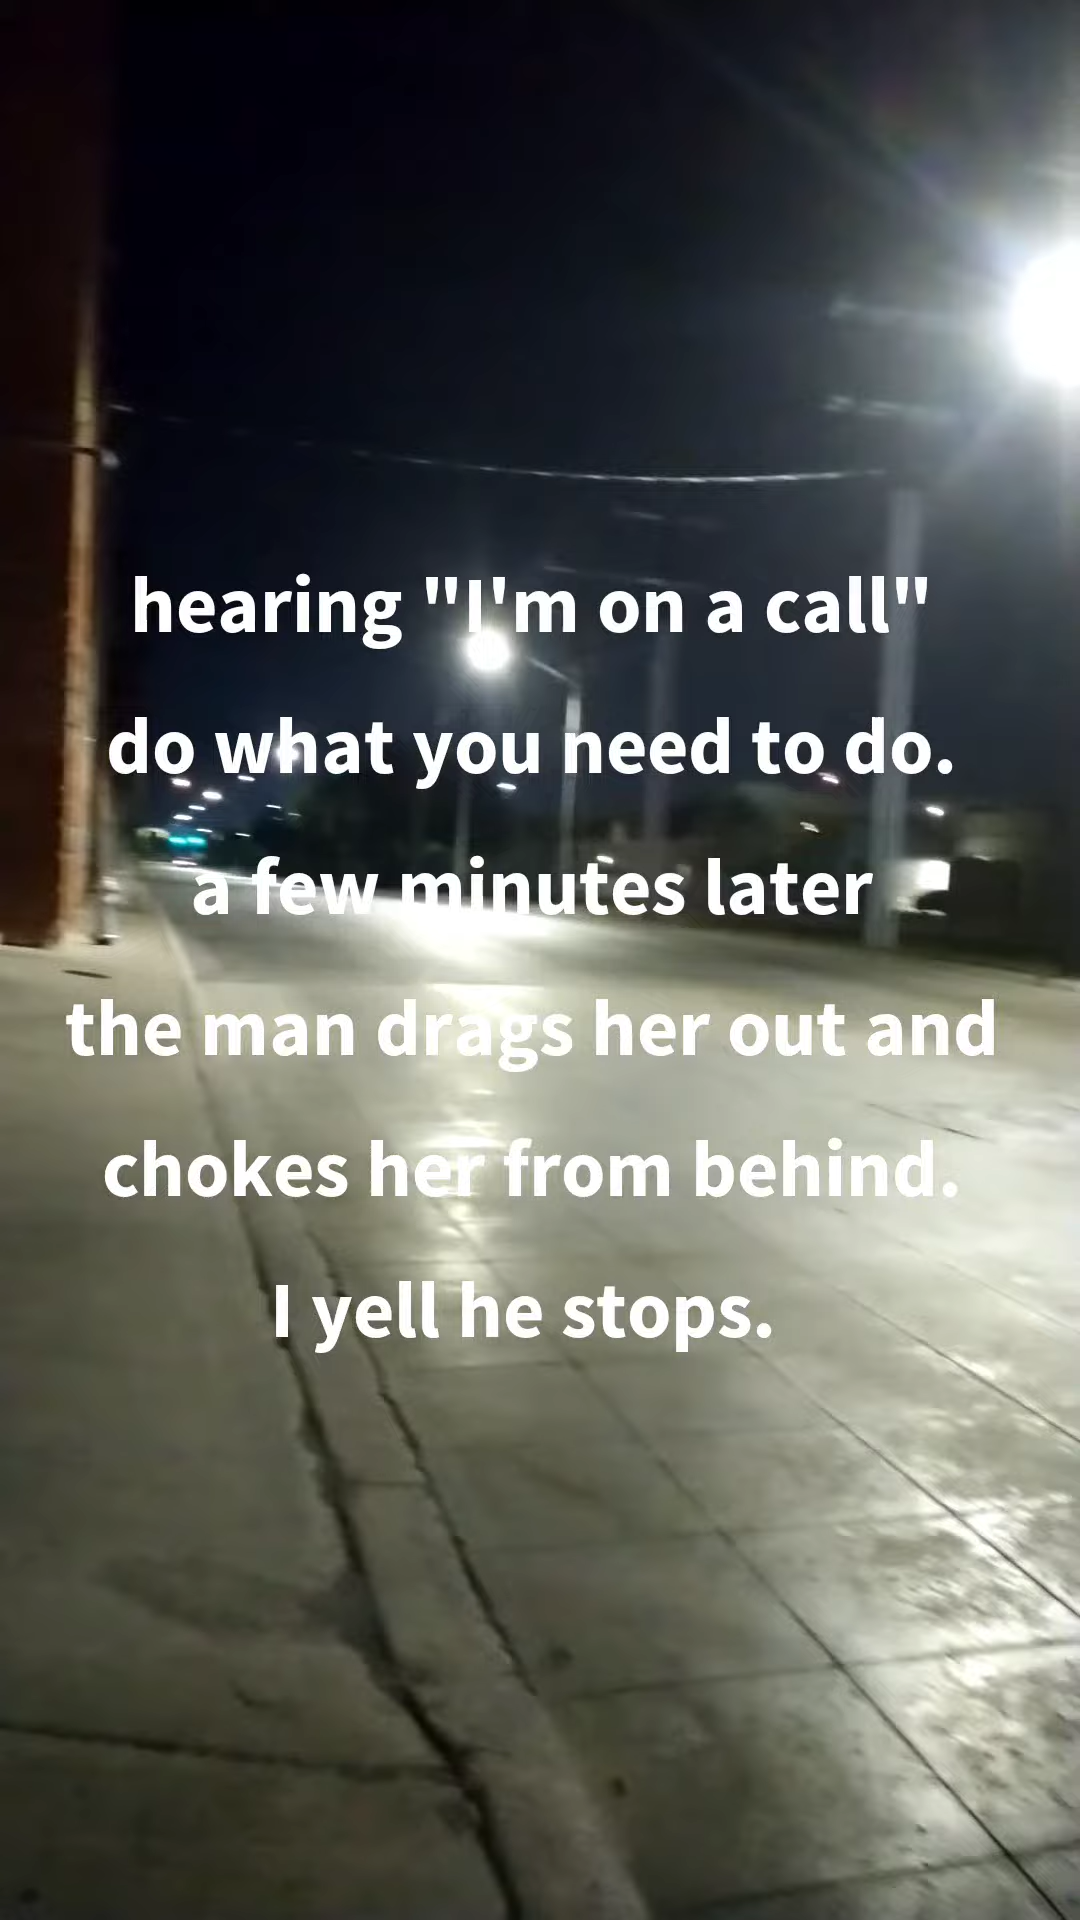 hearing "I'm on a call"
do what you need to do.
a few minutes later
the man drags her out and
chokes her from behind.
I yell he stops.